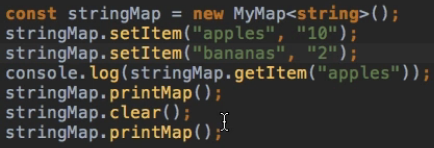 const stringMap = new MyMap<string>();
stringMap.setItem("apples", "10");
stringMap.setItem("bananas", "2");
console.log(stringMap.getItem("apples"));
stringMap.printMap();
stringMap.clear();
stringMap.printMap();